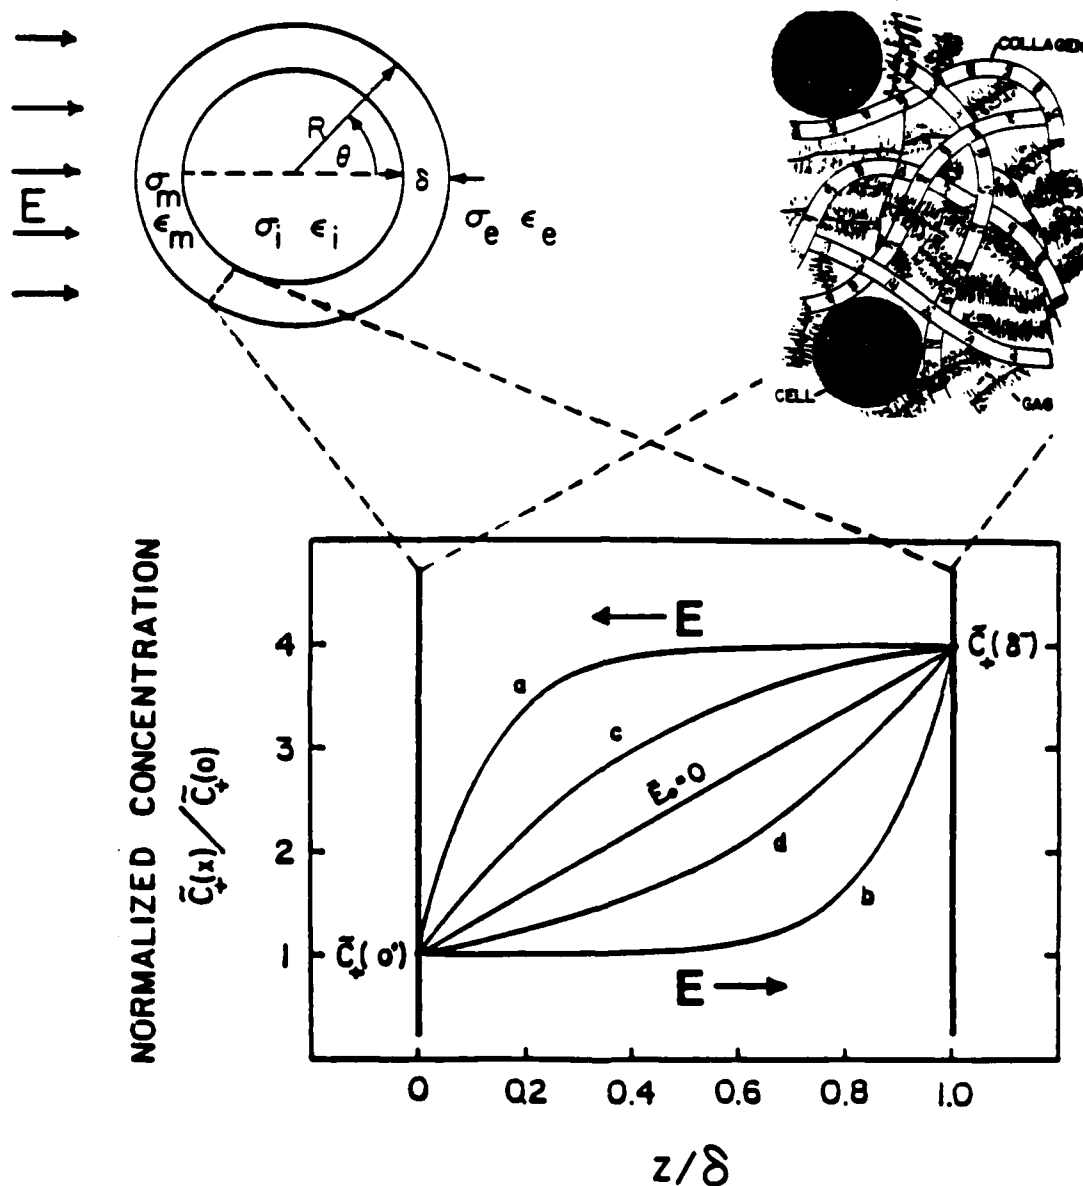 E
R
θ
δ
σm
ϵm
σi ϵi
σe ϵe
COLLAGEN
CELL
GAG
NORMALIZED CONCENTRATION
C̃+(x)/C̃+(0)
4
3
2
1
E
a
c
Ēo=0
d
b
E
C̄+(0+)
C̄+(δ-)
0 0.2 0.4 0.6 0.8 1.0
z/δ